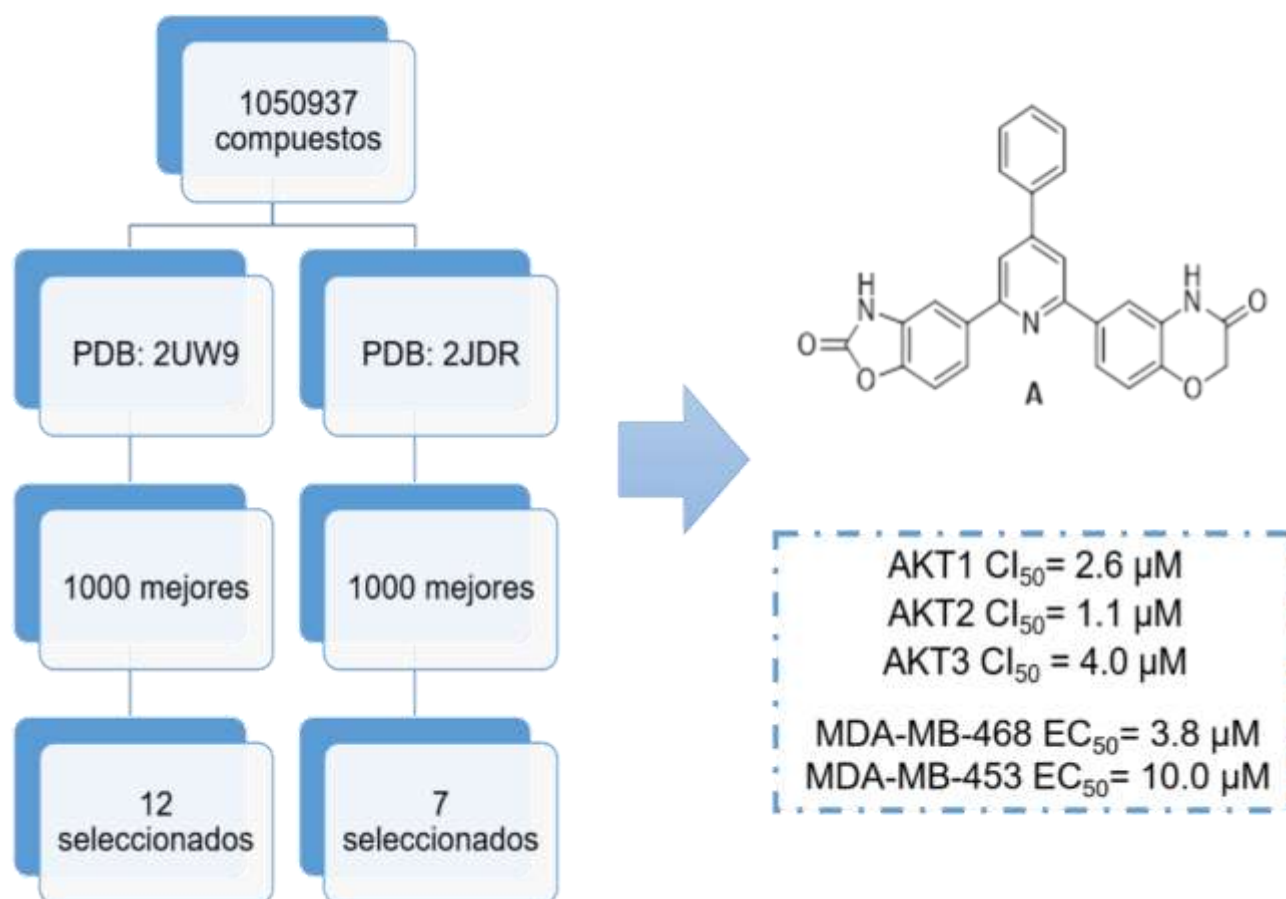 1050937
compuestos
PDB: 2UW9
PDB: 2JDR
1000 mejores
1000 mejores
12
seleccionados
7
seleccionados
H
N
O
O
N
H
N
O
O
A
AKT1 CI₅₀= 2.6 µM
AKT2 CI₅₀= 1.1 µM
AKT3 CI₅₀ = 4.0 µM
MDA-MB-468 EC₅₀= 3.8 µM
MDA-MB-453 EC₅₀= 10.0 µM